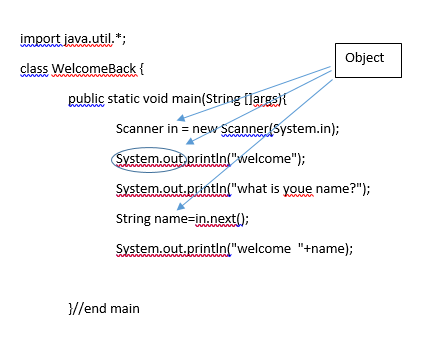 import java.util.*;
Object
class WelcomeBack {
public static void main(String []args){
Scanner in = new Scanner(System.in);
System.out.println("welcome");
System.out.println("what is youe name?");
String name=in.next();
System.out.println("welcome  "+name);
}//end main